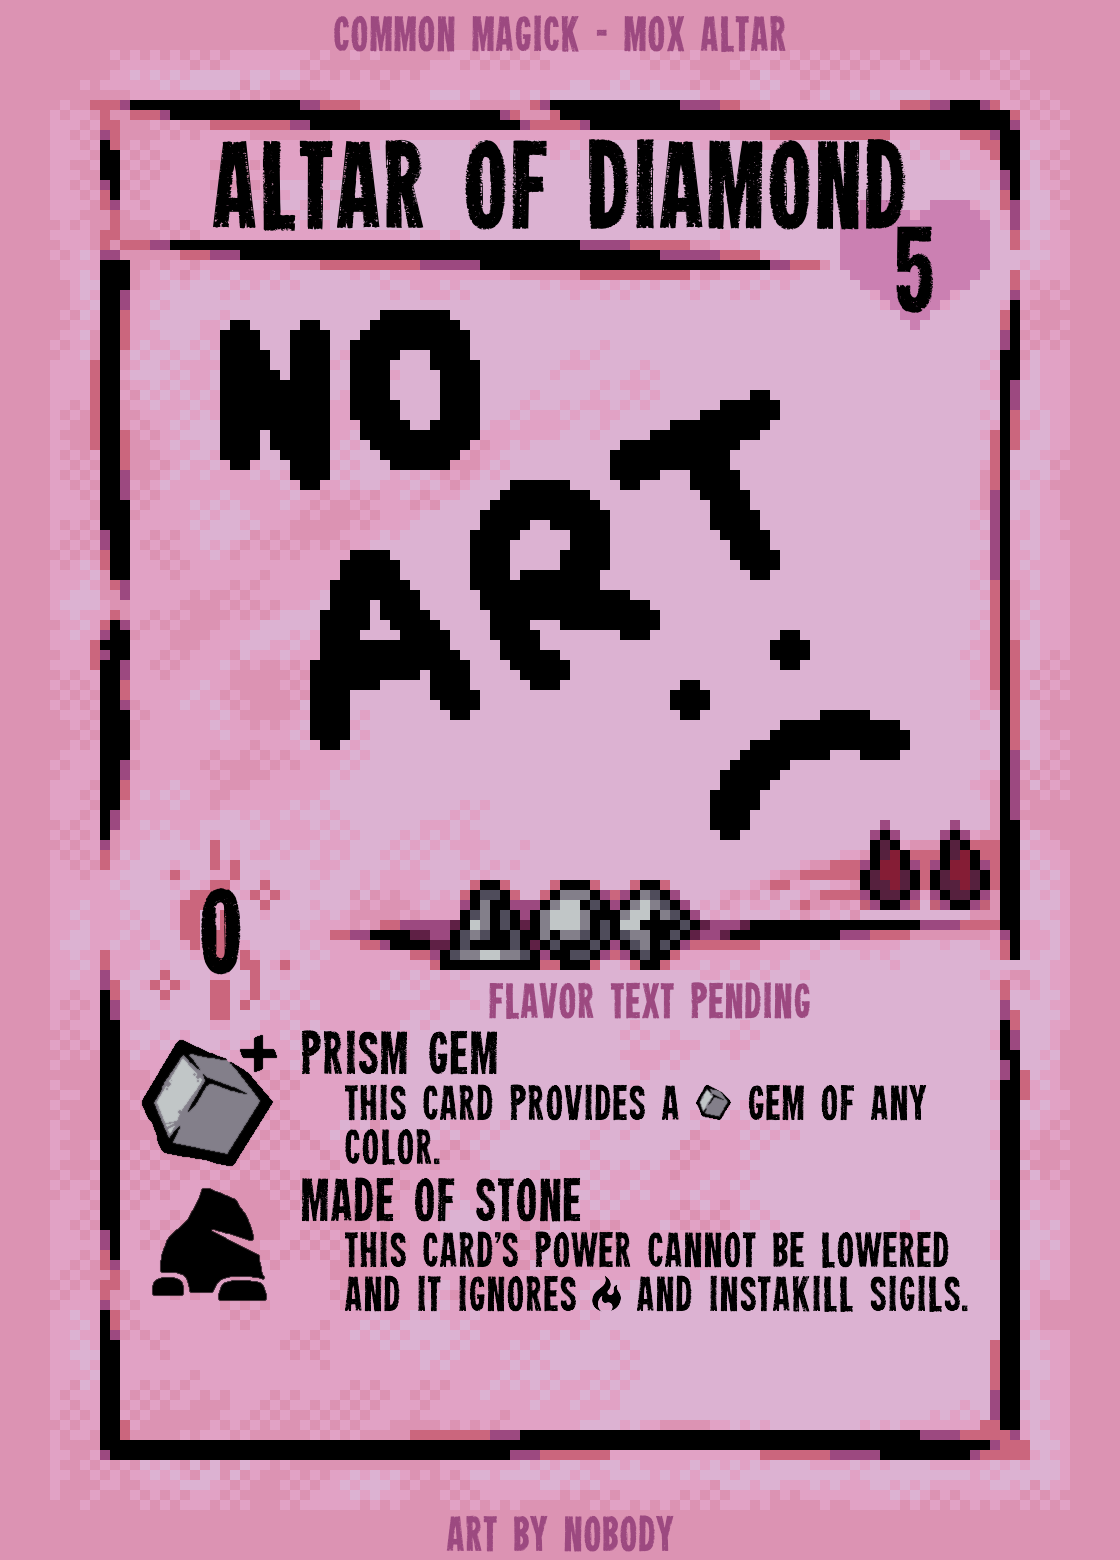 COMMON MAGICK - MOX ALTAR
ALTAR OF DIAMOND
5
NO
ART
:(
0
FLAVOR TEXT PENDING
+ PRISM GEM
THIS CARD PROVIDES A GEM OF ANY
COLOR.
MADE OF STONE
THIS CARD'S POWER CANNOT BE LOWERED
AND IT IGNORES AND INSTAKILL SIGILS.
ART BY NOBODY